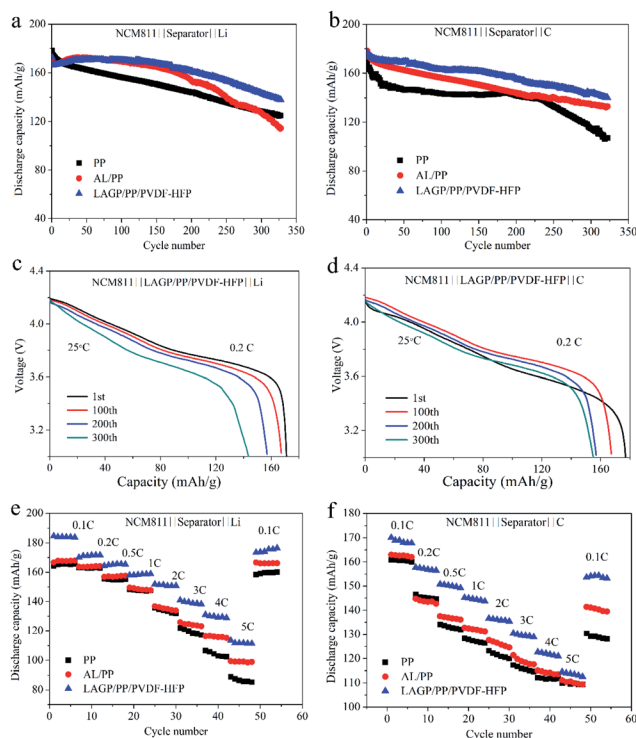 a
NCM811||Separator||Li
Discharge capacity (mAh/g)
200
160
120
80
40
PP
AL/PP
LAGP/PP/PVDF-HFP
0 50 100 150 200 250 300 350
Cycle number
b
NCM811||Separator||C
Discharge capacity (mAh/g)
200
160
120
80
40
PP
AL/PP
LAGP/PP/PVDF-HFP
0 50 100 150 200 250 300 350
Cycle number
c
NCM811||LAGP/PP/PVDF-HFP||Li
Voltage (V)
4.4
4.0
3.6
3.2
25°C
0.2 C
1st
100th
200th
300th
0 40 80 120 160
Capacity (mAh/g)
d
NCM811||LAGP/PP/PVDF-HFP||C
Voltage (V)
4.4
4.0
3.6
3.2
25°C
0.2 C
1st
100th
200th
300th
0 40 80 120 160
Capacity (mAh/g)
e
NCM811||Separator||Li
Discharge capacity (mAh/g)
200
180
160
140
120
100
80
0.1C
0.2C
0.5C
1C
2C
3C
4C
5C
0.1C
PP
AL/PP
LAGP/PP/PVDF-HFP
0 10 20 30 40 50 60
Cycle number
f
NCM811||Separator||C
Discharge capacity (mAh/g)
180
170
160
150
140
130
120
110
100
0.1C
0.2C
0.5C
1C
2C
3C
4C
5C
0.1C
PP
AL/PP
LAGP/PP/PVDF-HFP
0 10 20 30 40 50 60
Cycle number